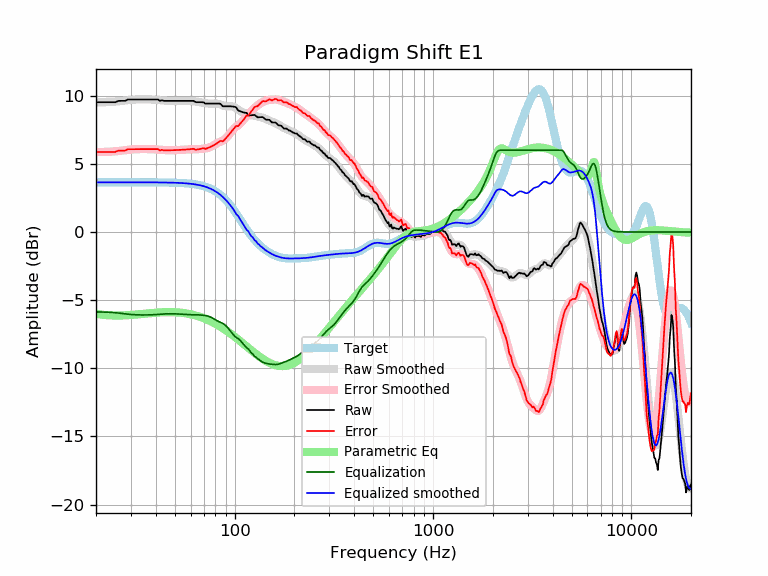 Paradigm Shift E1
Amplitude (dBr)
10
5
0
−5
−10
−15
−20
Target
Raw Smoothed
Error Smoothed
Raw
Error
Parametric Eq
Equalization
Equalized smoothed
100
1000
10000
Frequency (Hz)